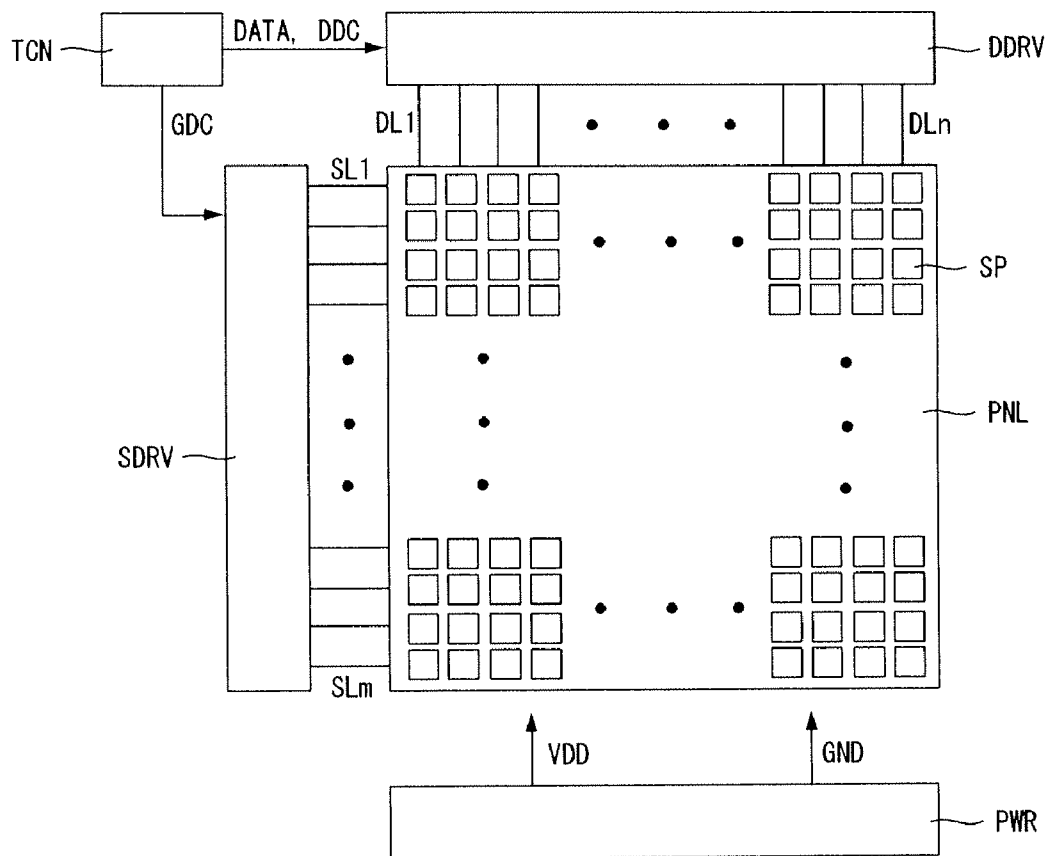 TCN
DATA, DDC
DDRV
GDC
DL1
DLn
SL1
SP
PNL
SDRV
SLm
VDD
GND
PWR